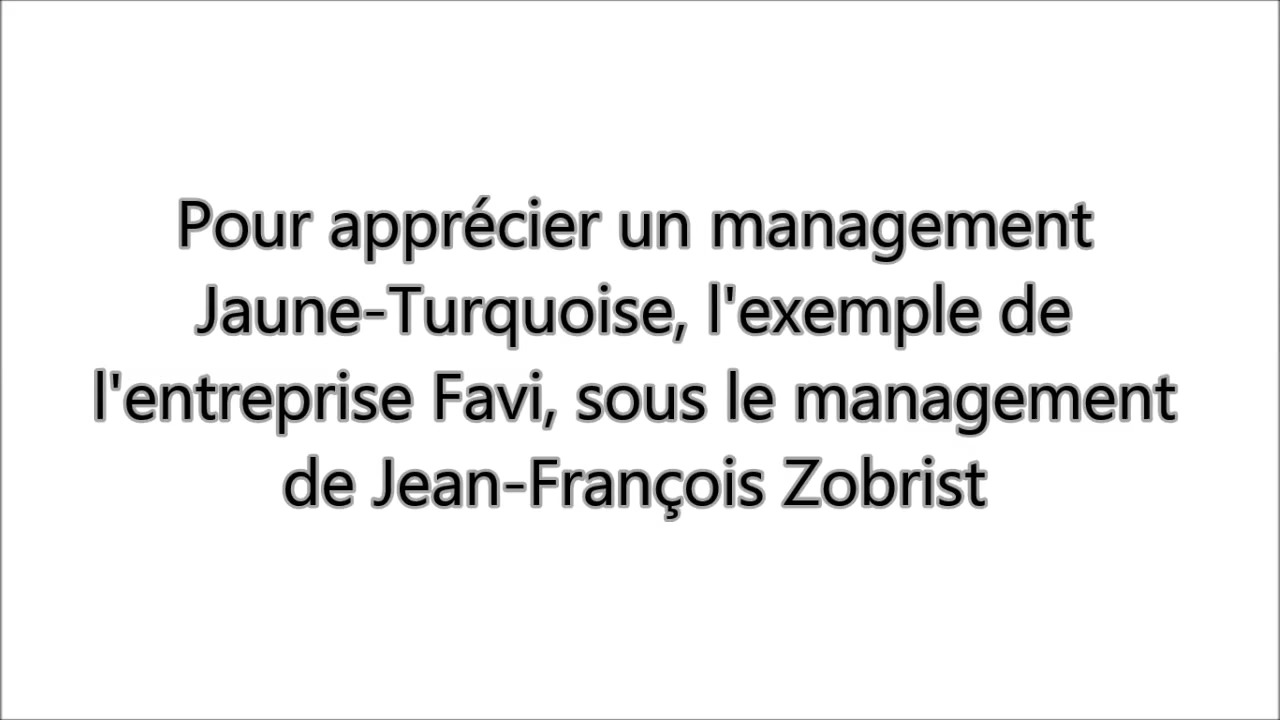 Pour apprécier un management
Jaune-Turquoise, l'exemple de
l'entreprise Favi, sous le management
de Jean-François Zobrist